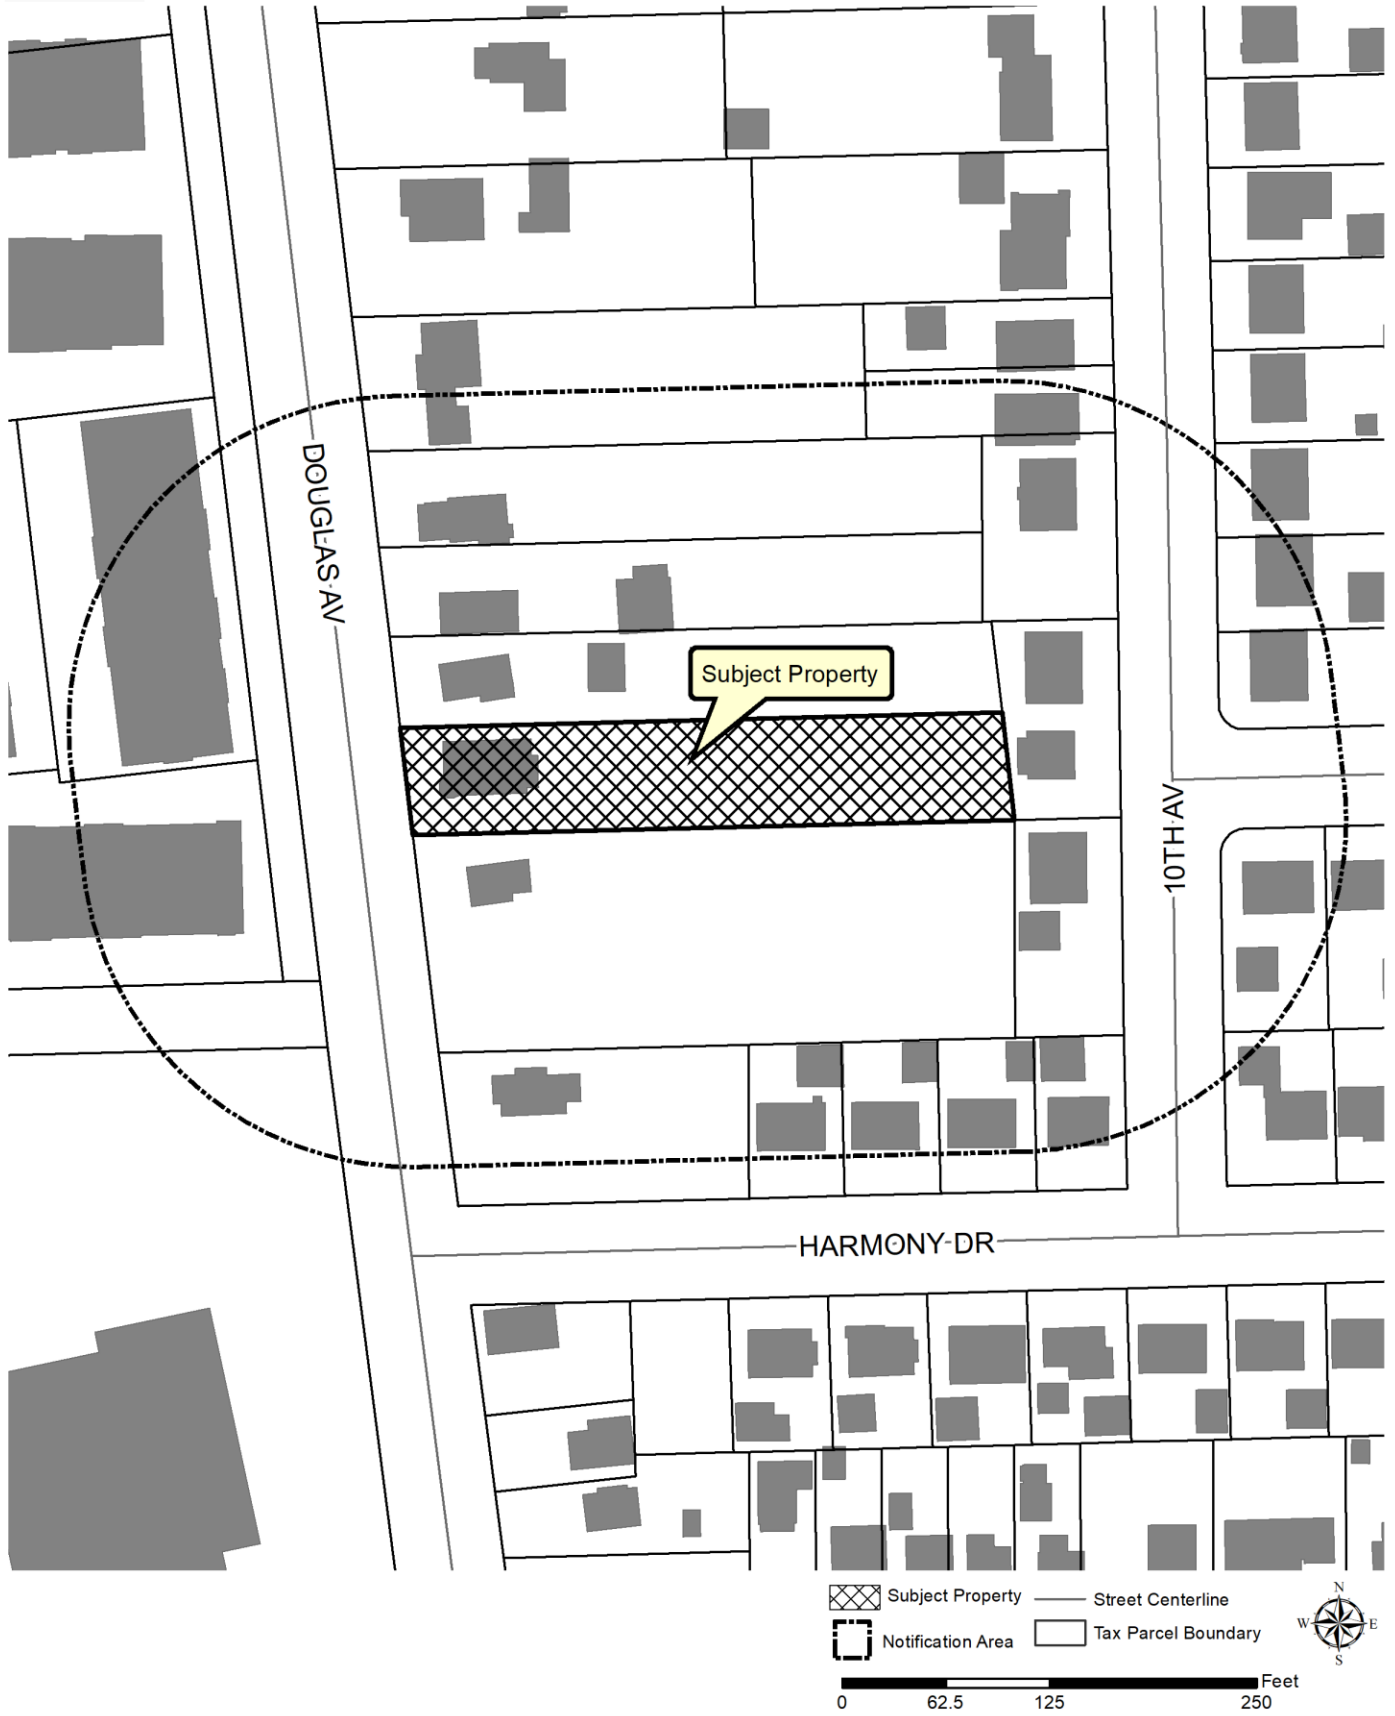 DOUGLAS AV
Subject Property
10TH AV
HARMONY DR
Subject Property
Street Centerline
Notification Area
Tax Parcel Boundary
N
W
E
S
Feet
0
62.5
125
250